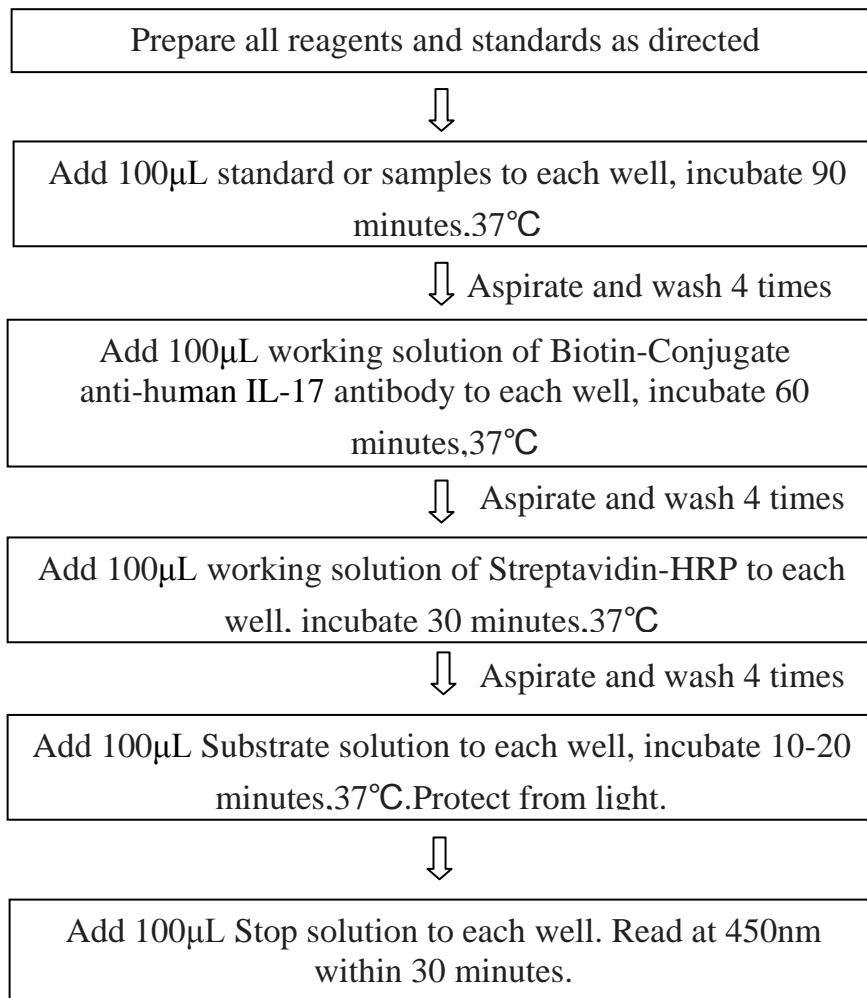 Prepare all reagents and standards as directed
Add 100μL standard or samples to each well, incubate 90
minutes,37℃
Aspirate and wash 4 times
Add 100μL working solution of Biotin-Conjugate
anti-human IL-17 antibody to each well, incubate 60
minutes,37℃
Aspirate and wash 4 times
Add 100μL working solution of Streptavidin-HRP to each
well, incubate 30 minutes,37℃
Aspirate and wash 4 times
Add 100μL Substrate solution to each well, incubate 10-20
minutes,37℃.Protect from light.
Add 100μL Stop solution to each well. Read at 450nm
within 30 minutes.